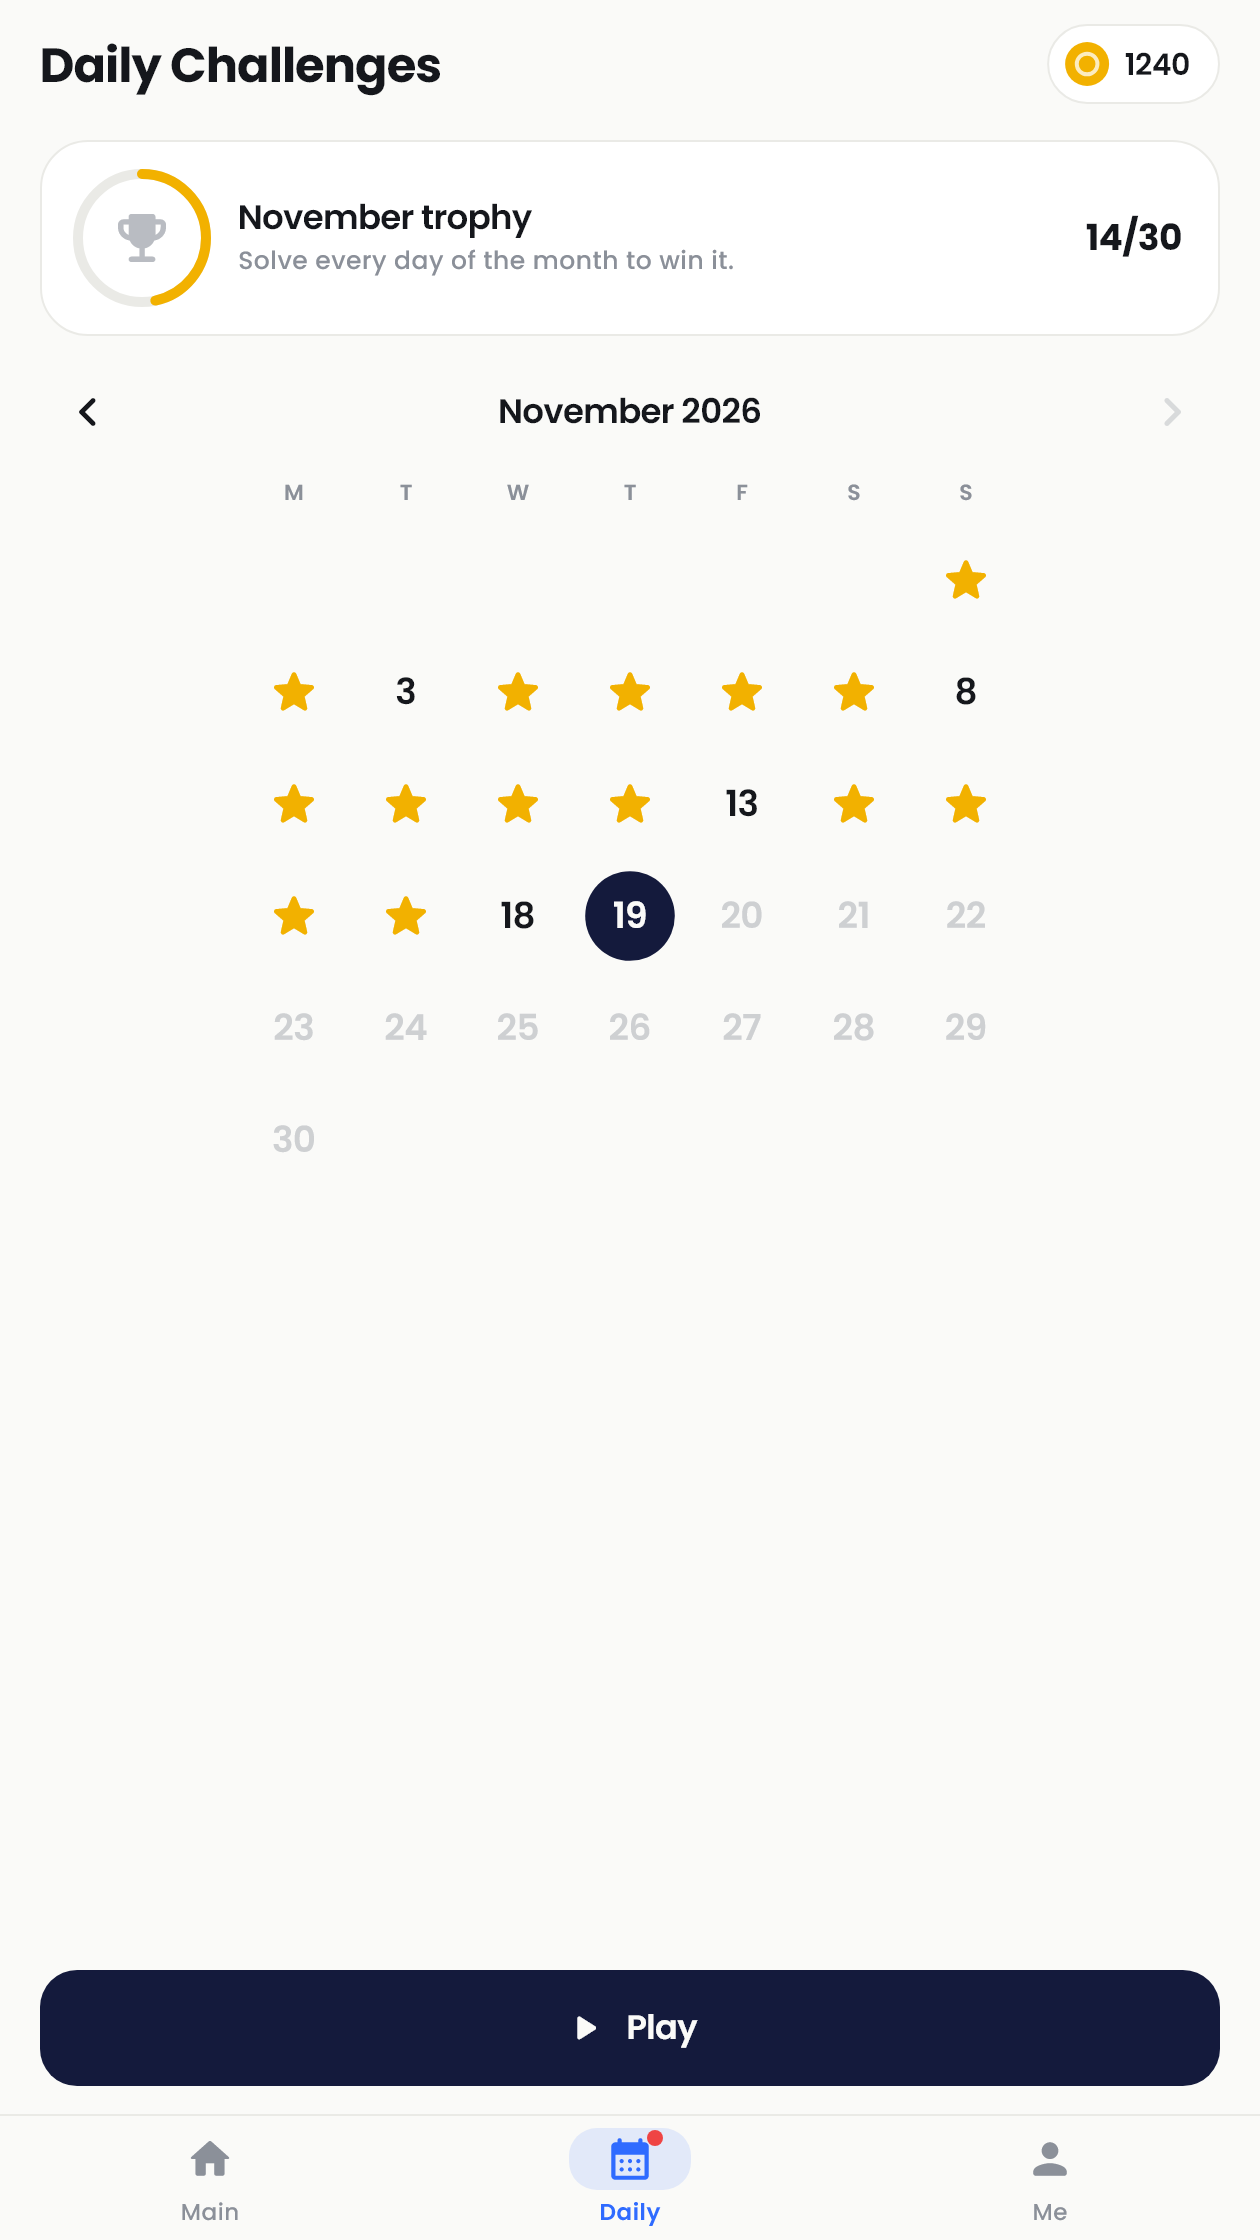 Daily Challenges
1240
November trophy
Solve every day of the month to win it.
14/30
November 2026
M T W T F S S
3 8
13
18 19 20 21 22
23 24 25 26 27 28 29
30
Play
Main Daily Me